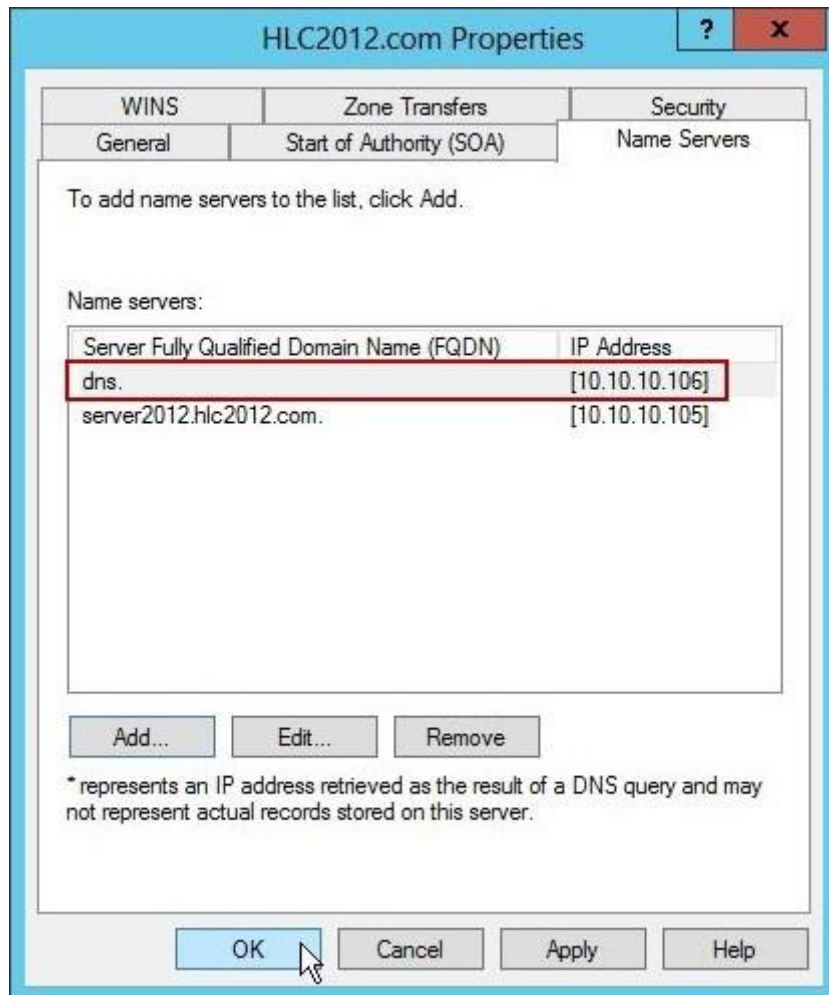 HLC2012.com Properties
? x
WINS Zone Transfers Security
General Start of Authority (SOA) Name Servers
To add name servers to the list, click Add.
Name servers:
Server Fully Qualified Domain Name (FQDN) IP Address
dns. [10.10.10.106]
server2012.hlc2012.com. [10.10.10.105]
Add... Edit... Remove
* represents an IP address retrieved as the result of a DNS query and may
not represent actual records stored on this server.
OK Cancel Apply Help